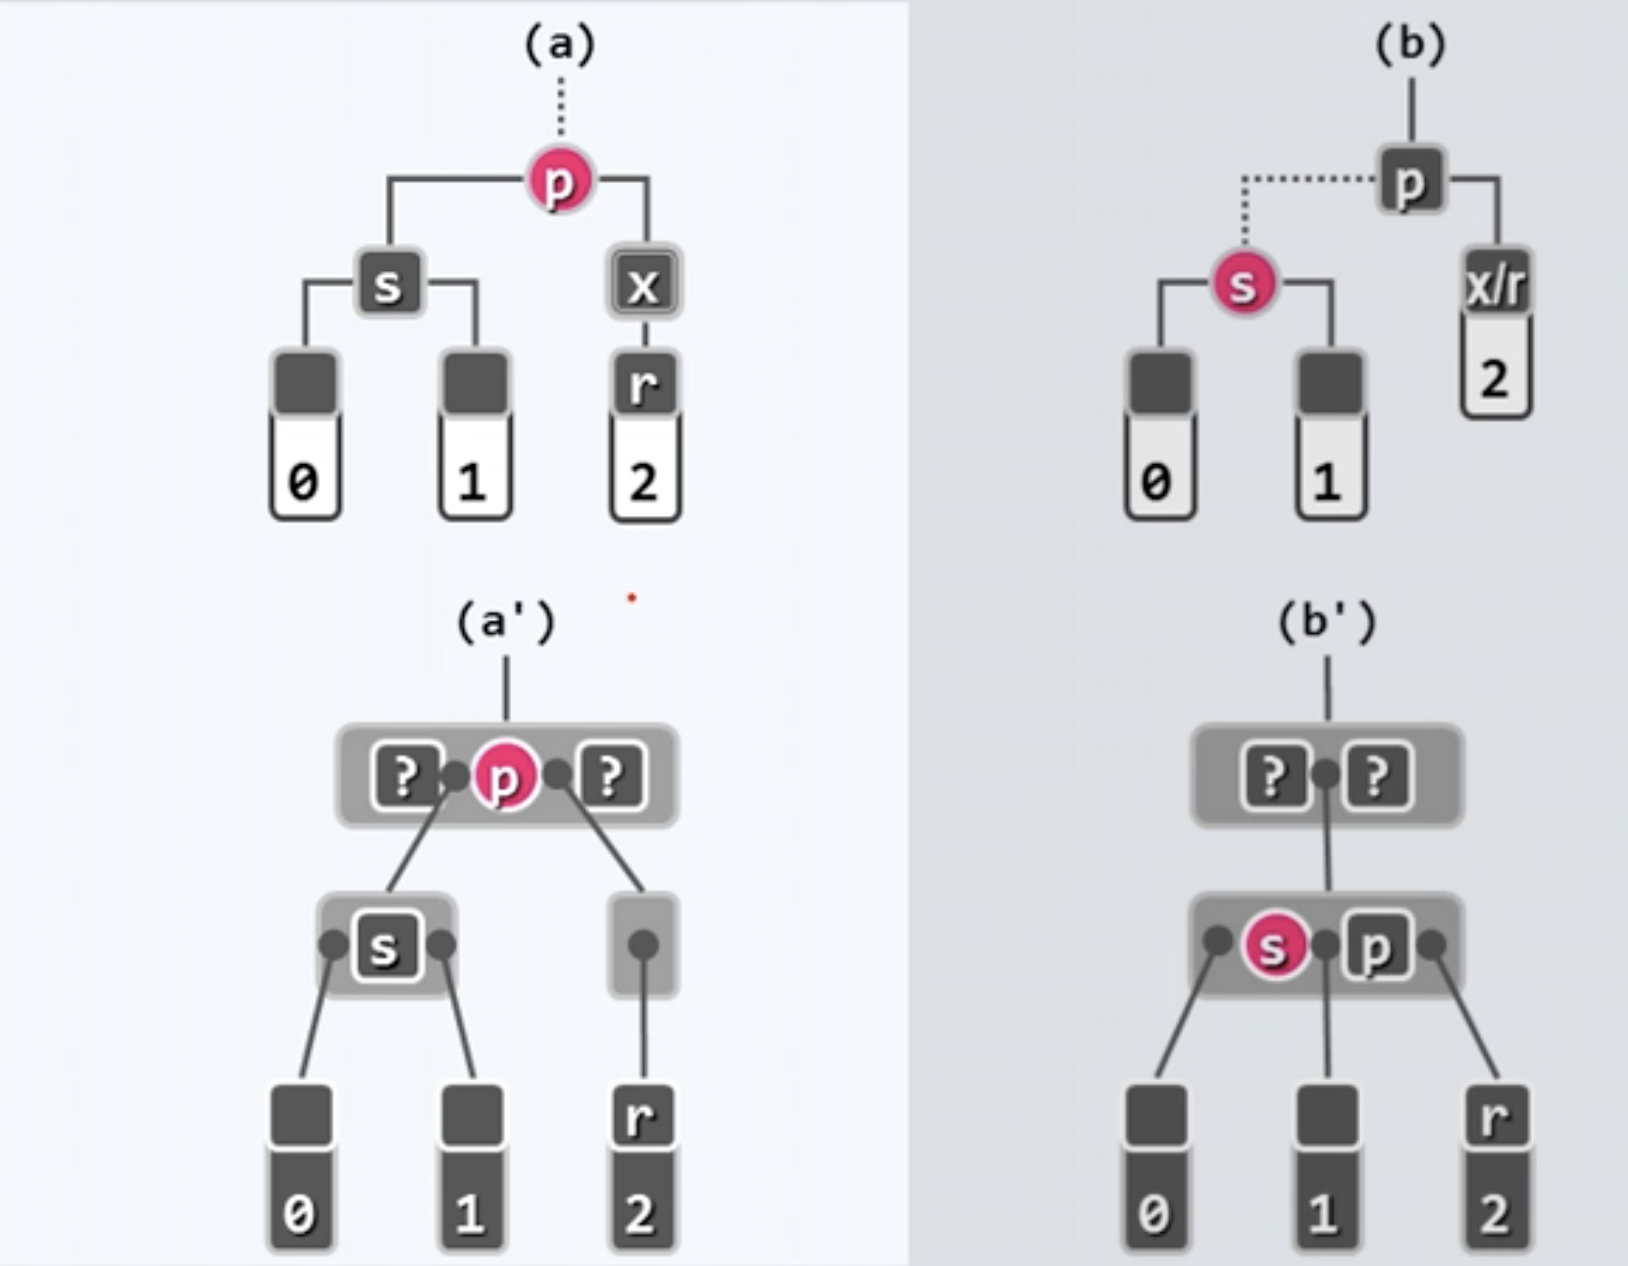 (a) (b)
p p
s x s x/r
r 2
0 1 2 0 1
(a') (b')
? p ? ? ?
s s p
r r
0 1 2 0 1 2